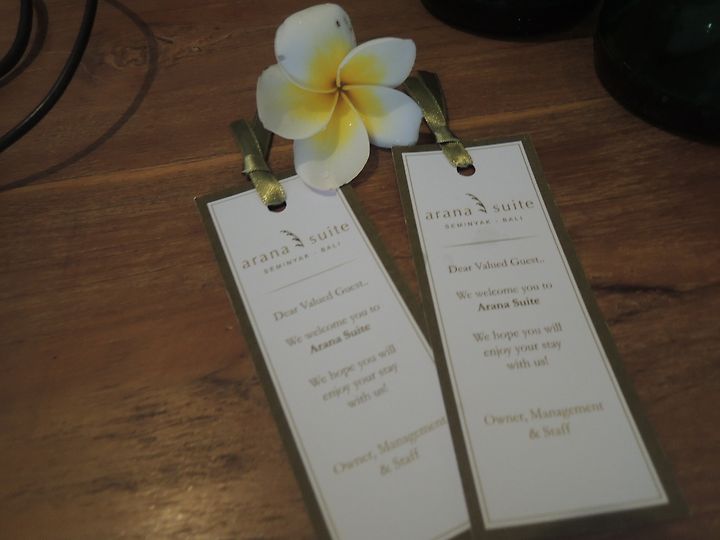 arana suite
SEMINYAK - BALI
Dear Valued Guest..
We welcome you to
Arana Suite
We hope you will
enjoy your stay
with us!
Owner, Management
& Staff
arana suite
SEMINYAK - BALI
Dear Valued Guest..
We welcome you to
Arana Suite
We hope you will
enjoy your stay
with us!
Owner, Management
& Staff